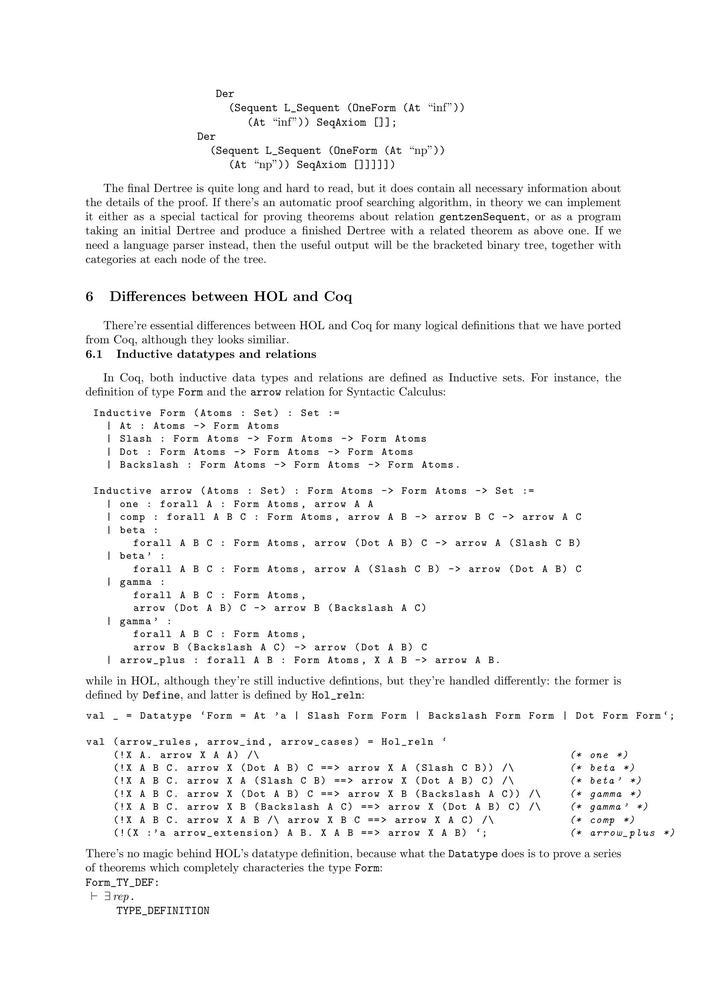 Der
(Sequent L_Sequent (OneForm (At “inf”))
(At “inf”)) SeqAxiom []];
Der
(Sequent L_Sequent (OneForm (At “np”))
(At “np”)) SeqAxiom []]]]])
The final Dertree is quite long and hard to read, but it does contain all necessary information about
the details of the proof. If there’s an automatic proof searching algorithm, in theory we can implement
it either as a special tactical for proving theorems about relation gentzenSequent, or as a program
taking an initial Dertree and produce a finished Dertree with a related theorem as above one. If we
need a language parser instead, then the useful output will be the bracketed binary tree, together with
categories at each node of the tree.
6 Differences between HOL and Coq
There’re essential differences between HOL and Coq for many logical definitions that we have ported
from Coq, although they looks similiar.
6.1 Inductive datatypes and relations
In Coq, both inductive data types and relations are defined as Inductive sets. For instance, the
definition of type Form and the arrow relation for Syntactic Calculus:
Inductive Form (Atoms : Set) : Set :=
| At : Atoms -> Form Atoms
| Slash : Form Atoms -> Form Atoms -> Form Atoms
| Dot : Form Atoms -> Form Atoms -> Form Atoms
| Backslash : Form Atoms -> Form Atoms -> Form Atoms.
Inductive arrow (Atoms : Set) : Form Atoms -> Form Atoms -> Set :=
| one : forall A : Form Atoms, arrow A A
| comp : forall A B C : Form Atoms, arrow A B -> arrow B C -> arrow A C
| beta :
forall A B C : Form Atoms, arrow (Dot A B) C -> arrow A (Slash C B)
| beta’ :
forall A B C : Form Atoms, arrow A (Slash C B) -> arrow (Dot A B) C
| gamma :
forall A B C : Form Atoms,
arrow (Dot A B) C -> arrow B (Backslash A C)
| gamma’ :
forall A B C : Form Atoms,
arrow B (Backslash A C) -> arrow (Dot A B) C
| arrow_plus : forall A B : Form Atoms, X A B -> arrow A B.
while in HOL, although they’re still inductive defintions, but they’re handled differently: the former is
defined by Define, and latter is defined by Hol_reln:
val _ = Datatype ‘Form = At ’a | Slash Form Form | Backslash Form Form | Dot Form Form‘;
val (arrow_rules, arrow_ind, arrow_cases) = Hol_reln ‘
(!X A. arrow X A A) /\ (* one *)
(!X A B C. arrow X (Dot A B) C ==> arrow X A (Slash C B)) /\ (* beta *)
(!X A B C. arrow X A (Slash C B) ==> arrow X (Dot A B) C) /\ (* beta’ *)
(!X A B C. arrow X (Dot A B) C ==> arrow X B (Backslash A C)) /\ (* gamma *)
(!X A B C. arrow X B (Backslash A C) ==> arrow X (Dot A B) C) /\ (* gamma’ *)
(!X A B C. arrow X A B /\ arrow X B C ==> arrow X A C) /\ (* comp *)
(!(X :’a arrow_extension) A B. X A B ==> arrow X A B) ‘; (* arrow_plus *)
There’s no magic behind HOL’s datatype definition, because what the Datatype does is to prove a series
of theorems which completely characteries the type Form:
Form_TY_DEF:
⊢ ∃rep.
TYPE_DEFINITION